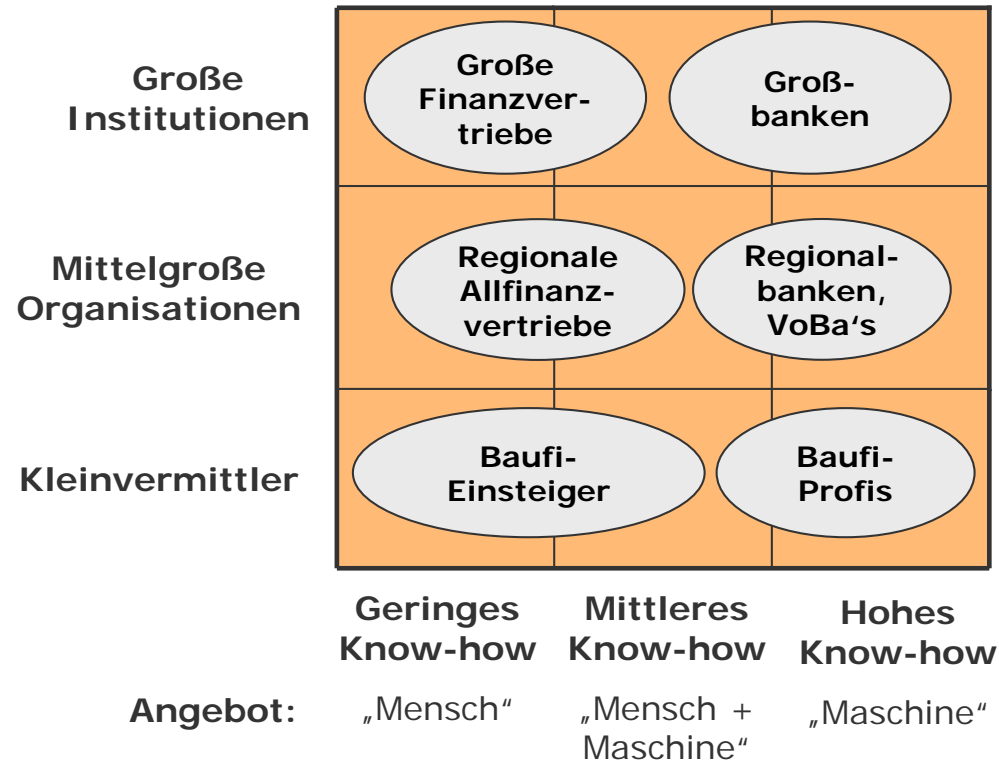 Große
Institutionen
Große
Finanzver-
triebe
Groß-
banken
Mittelgroße
Organisationen
Regionale
Allfinanz-
vertriebe
Regional-
banken,
VoBa‘s
Kleinvermittler
Baufi-
Einsteiger
Baufi-
Profis
Geringes
Know-how
Mittleres
Know-how
Hohes
Know-how
Angebot:
„Mensch“
„Mensch +
Maschine“
„Maschine“